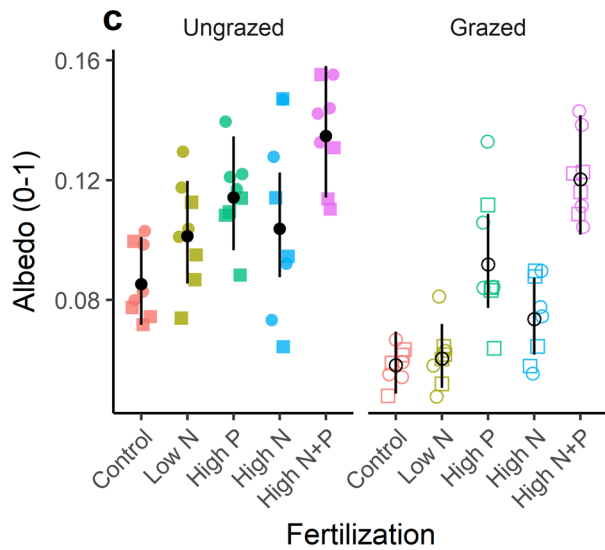 c
Ungrazed Grazed
Albedo (0-1)
0.16
0.12
0.08
Control Low N High P High N High N+P Control Low N High P High N High N+P
Fertilization